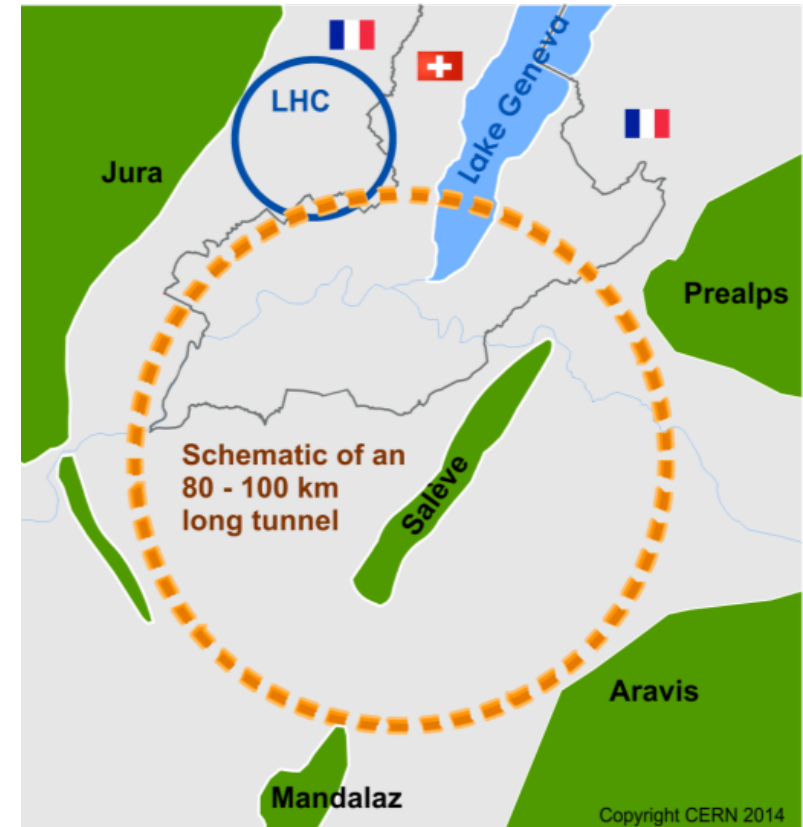 LHC
Lake Geneva
Jura
Prealps
Schematic of an
80 - 100 km
long tunnel
Salève
Aravis
Mandalaz
Copyright CERN 2014